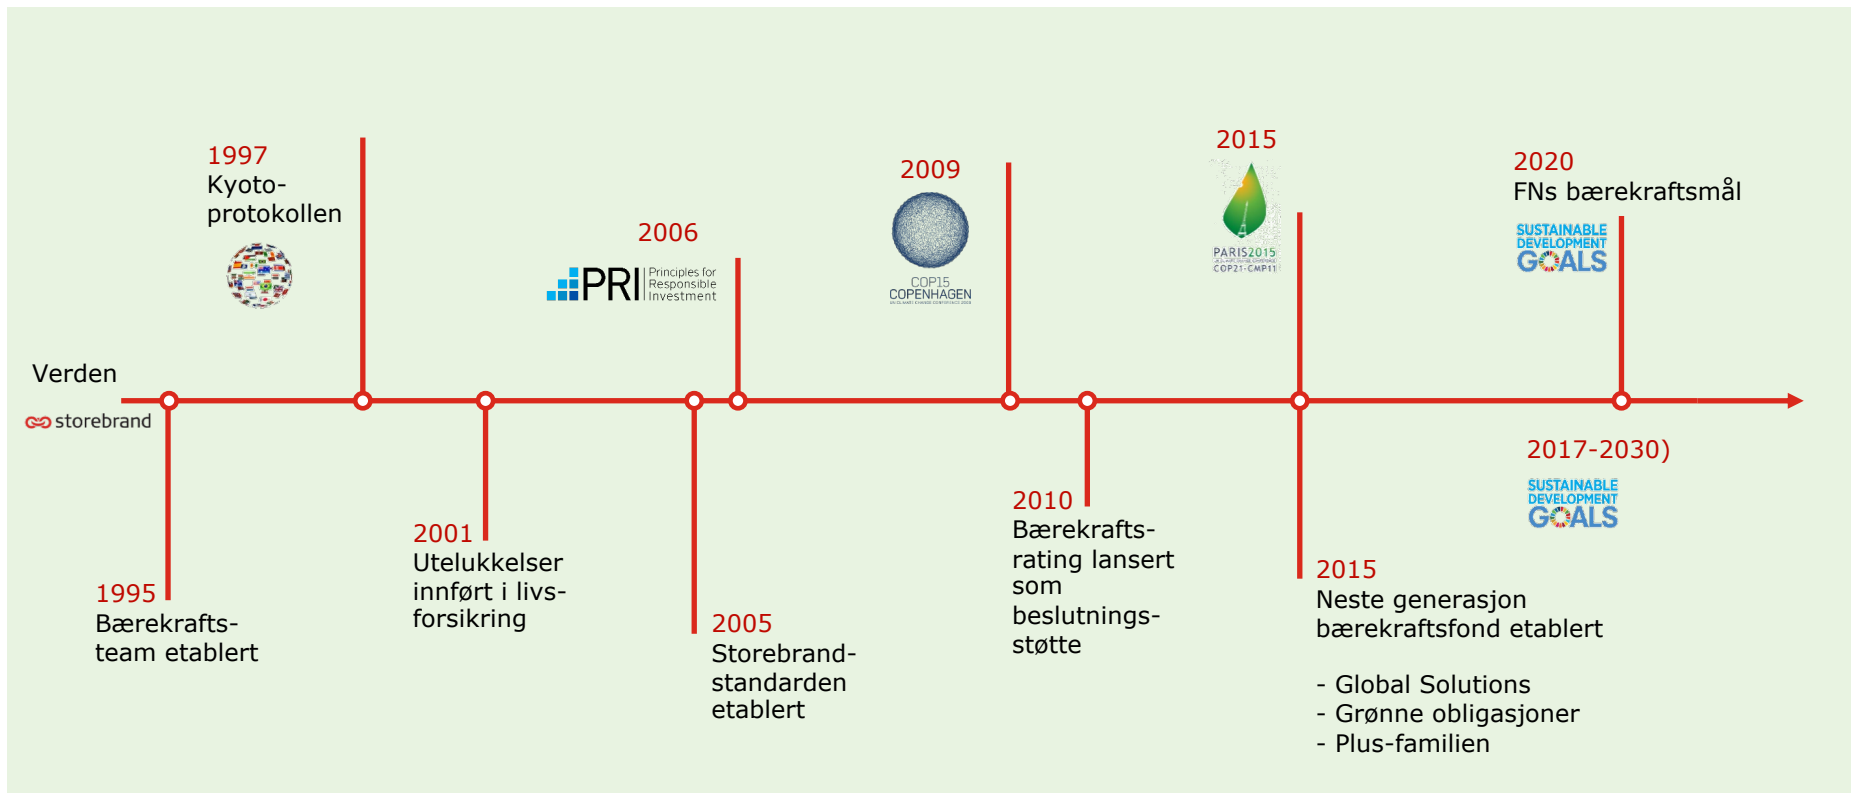 1997
Kyoto-
protokollen
2006
PRI
Principles for
Responsible
Investment
2009
COP15
COPENHAGEN
2015
PARIS2015
COP21-CMP11
2020
FNs bærekraftsmål
SUSTAINABLE
DEVELOPMENT
GOALS
Verden
storebrand
1995
Bærekrafts-
team etablert
2001
Utelukkelser
innført i livs-
forsikring
2005
Storebrand-
standarden
etablert
2010
Bærekrafts-
rating lansert
som
beslutnings-
støtte
2015
Neste generasjon
bærekraftsfond etablert
- Global Solutions
- Grønne obligasjoner
- Plus-familien
2017-2030)
SUSTAINABLE
DEVELOPMENT
GOALS